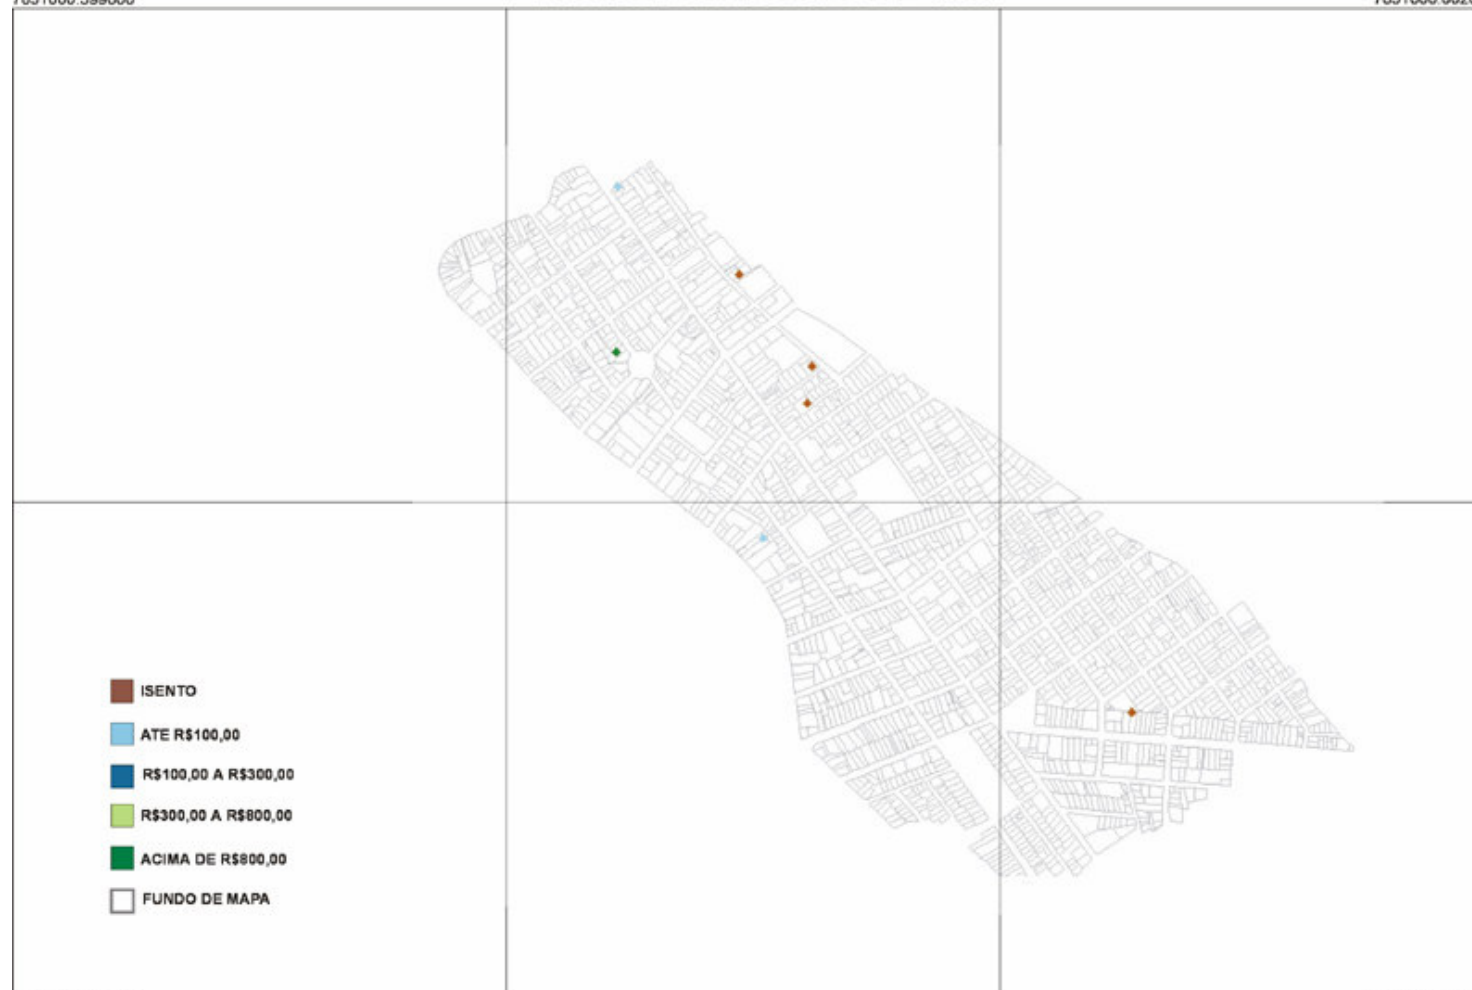 ISENTO
ATE R$100,00
R$100,00 A R$300,00
R$300,00 A R$800,00
ACIMA DE R$800,00
FUNDO DE MAPA